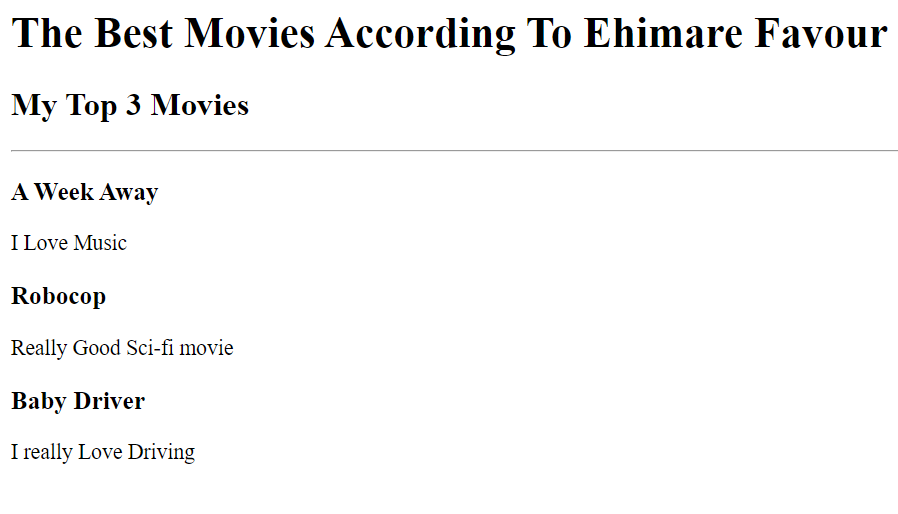 The Best Movies According To Ehimare Favour
My Top 3 Movies
A Week Away
I Love Music
Robocop
Really Good Sci-fi movie
Baby Driver
I really Love Driving